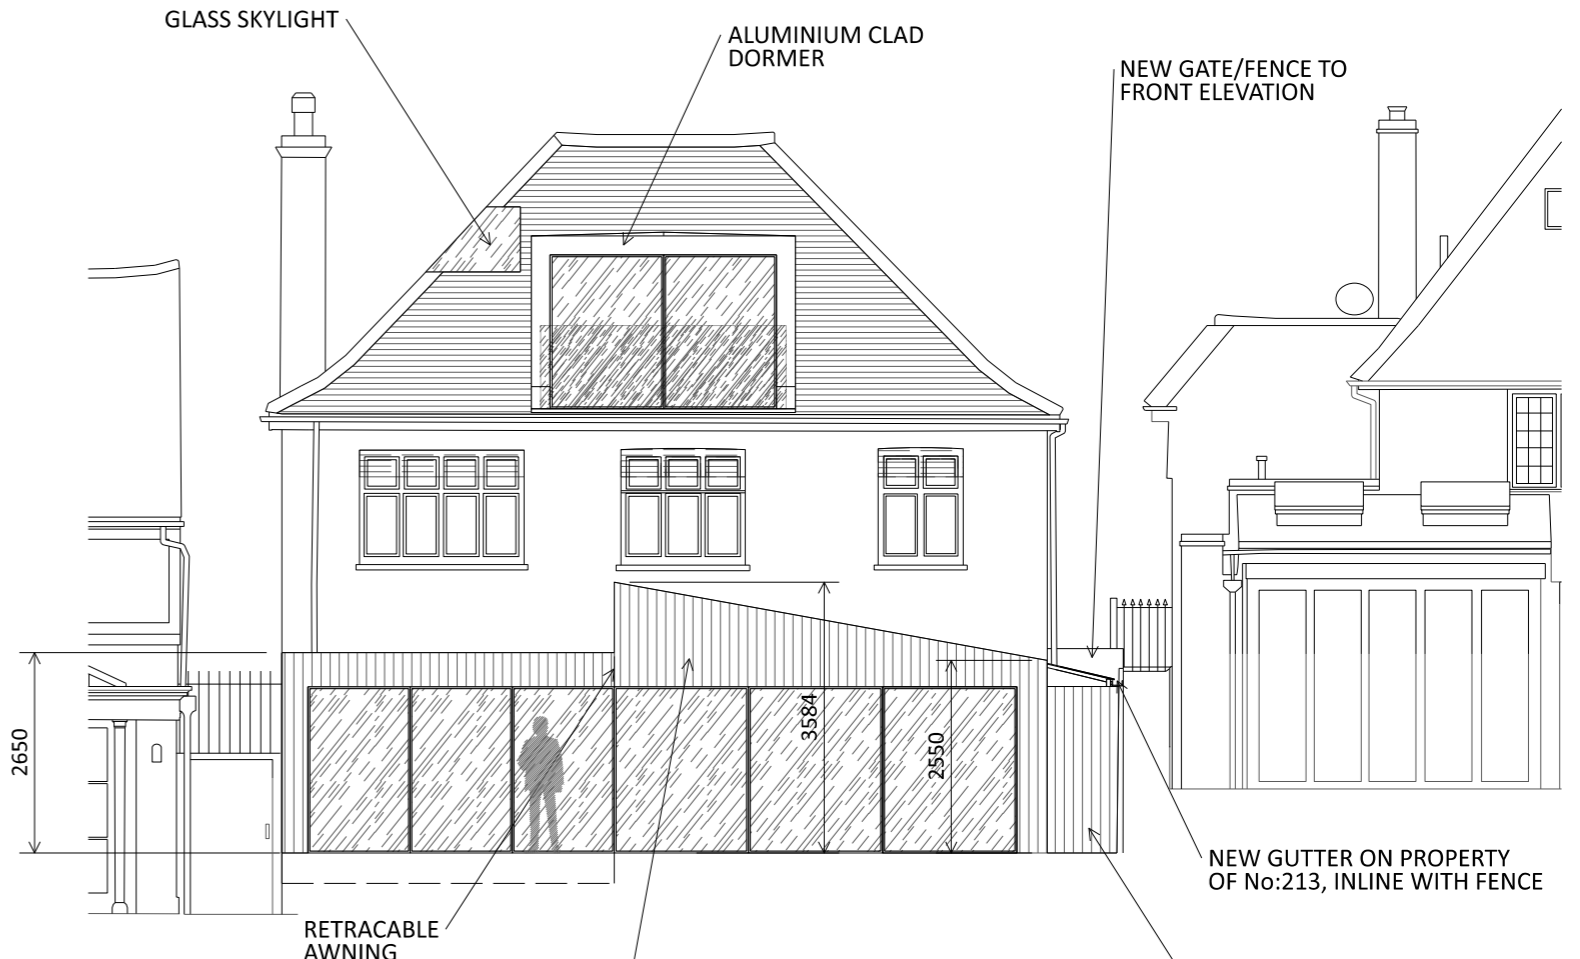 GLASS SKYLIGHT
ALUMINIUM CLAD
DORMER
NEW GATE/FENCE TO
FRONT ELEVATION
2650
3584
2550
NEW GUTTER ON PROPERTY
OF No:213, INLINE WITH FENCE
RETRACABLE
AWNING